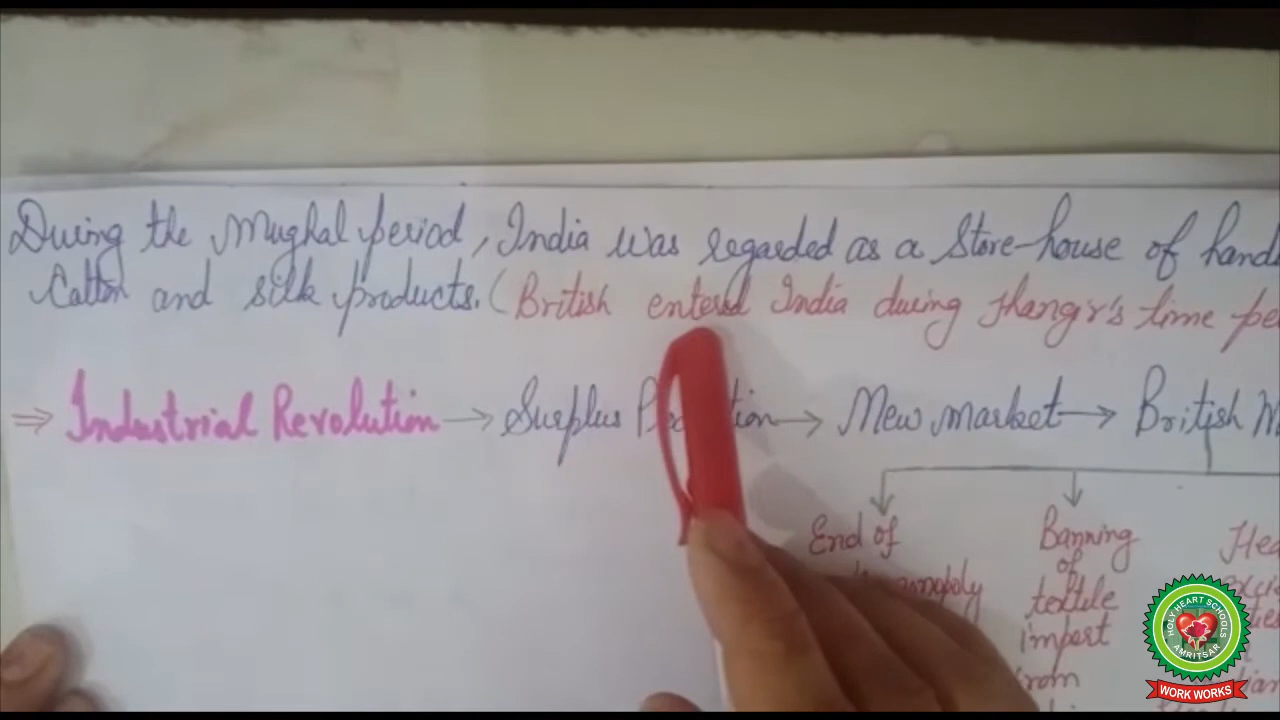 During the Mughal period, India was regarded as a Store-house of
Cotton and silk products. (British entered India during Jhangir's time
⇒ Industrial Revolution → Surplus → New market → British
End of
Banning
of
textile
import
from
HOLY HEART SCHOOLS
AMRITSAR
WORK WORKS